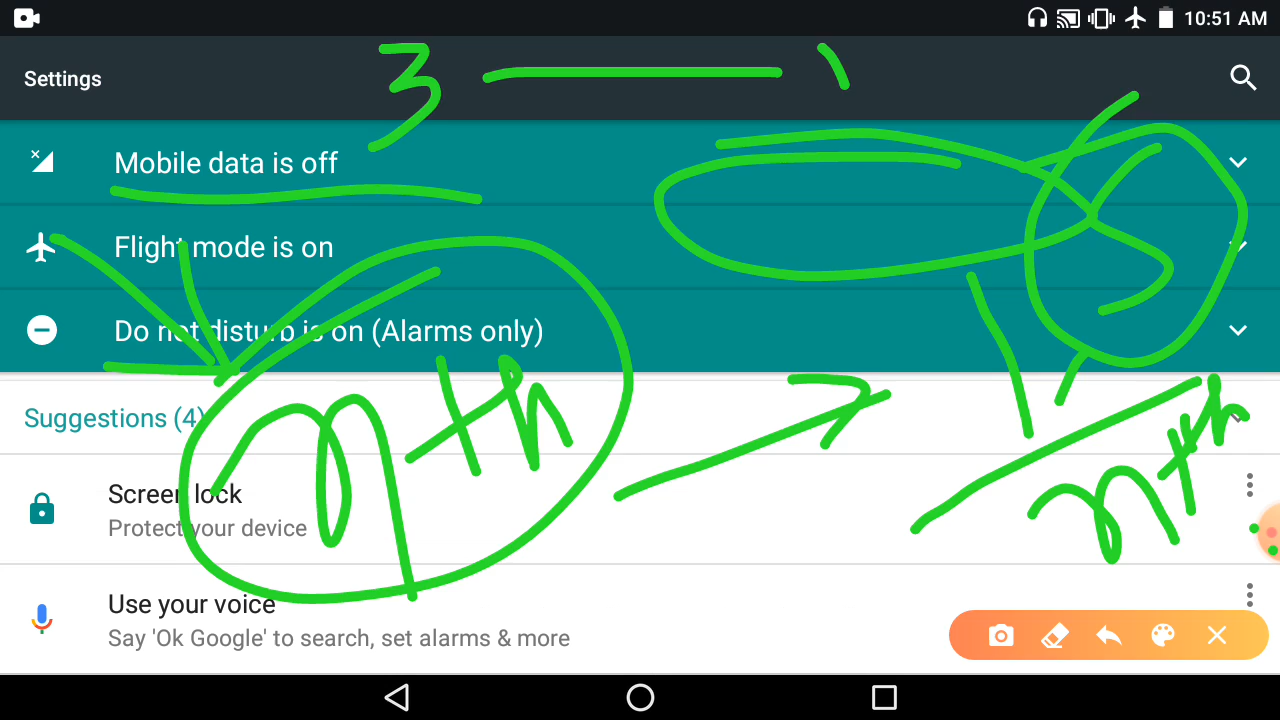 10:51 AM
Settings
3
Mobile data is off
Flight mode is on
Do not disturb is on (Alarms only)
nth
nth
Suggestions (4)
Screen lock
Protect your device
Use your voice
Say 'Ok Google' to search, set alarms & more